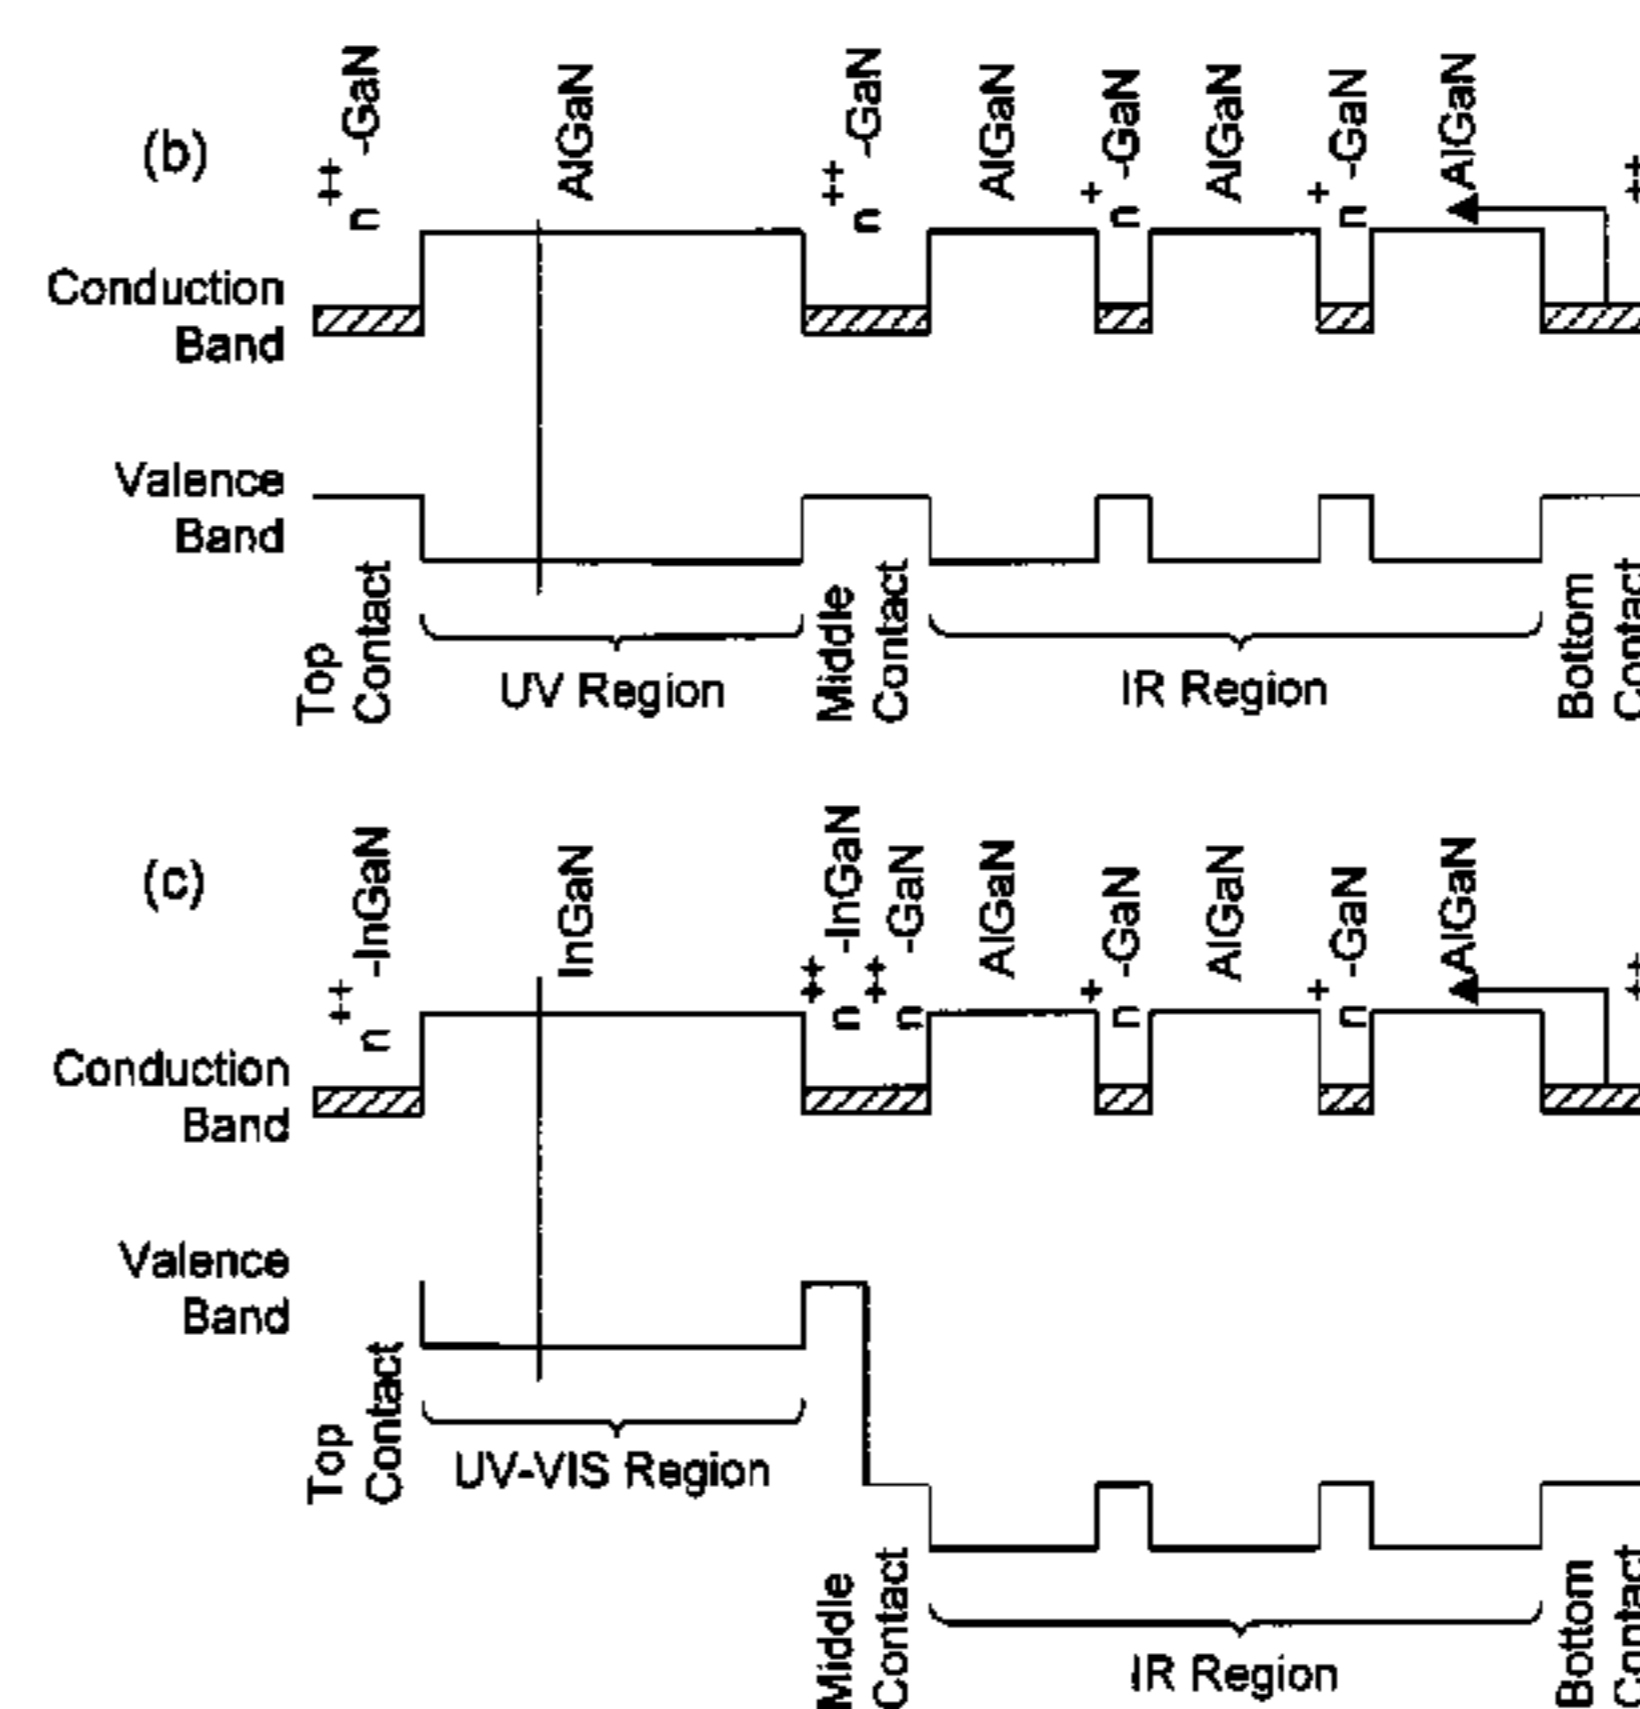 (b)
n++-GaN
AlGaN
n++-GaN
AlGaN
n+-GaN
AlGaN
n+-GaN
AlGaN
++
Conduction
Band
Valence
Band
Top
Contact
UV Region
Middle
Contact
IR Region
Bottom
Contact
(c)
n++-InGaN
InGaN
n++-InGaN
n++-GaN
AlGaN
n+-GaN
AlGaN
n+-GaN
AlGaN
++
Conduction
Band
Valence
Band
Top
Contact
UV-VIS Region
Middle
Contact
IR Region
Bottom
Contact